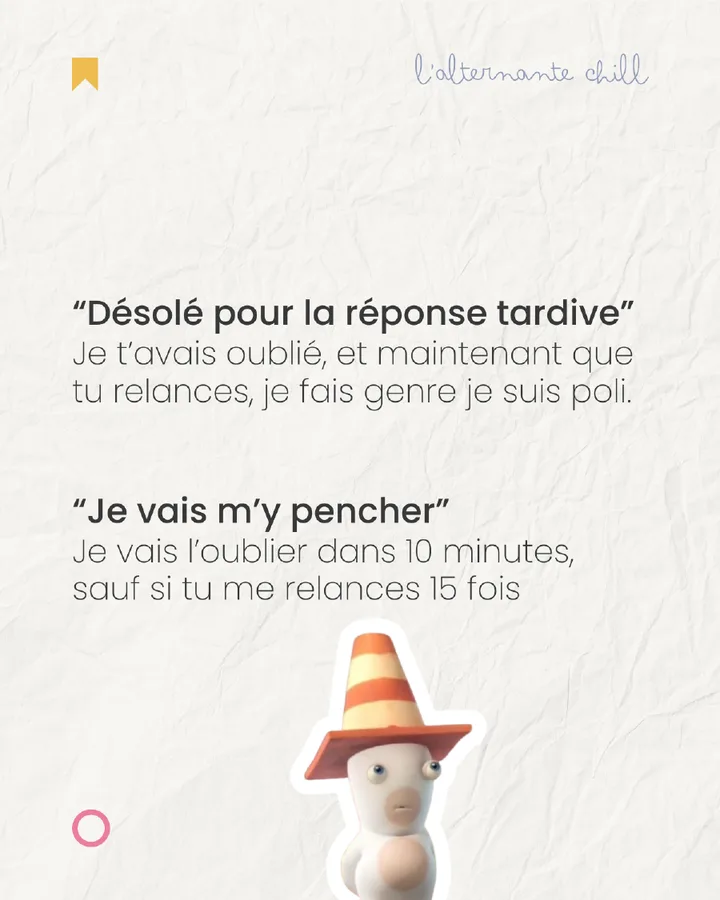 l'alternante chill
“Désolé pour la réponse tardive”
Je t’avais oublié, et maintenant que
tu relances, je fais genre je suis poli.
“Je vais m’y pencher”
Je vais l’oublier dans 10 minutes,
sauf si tu me relances 15 fois